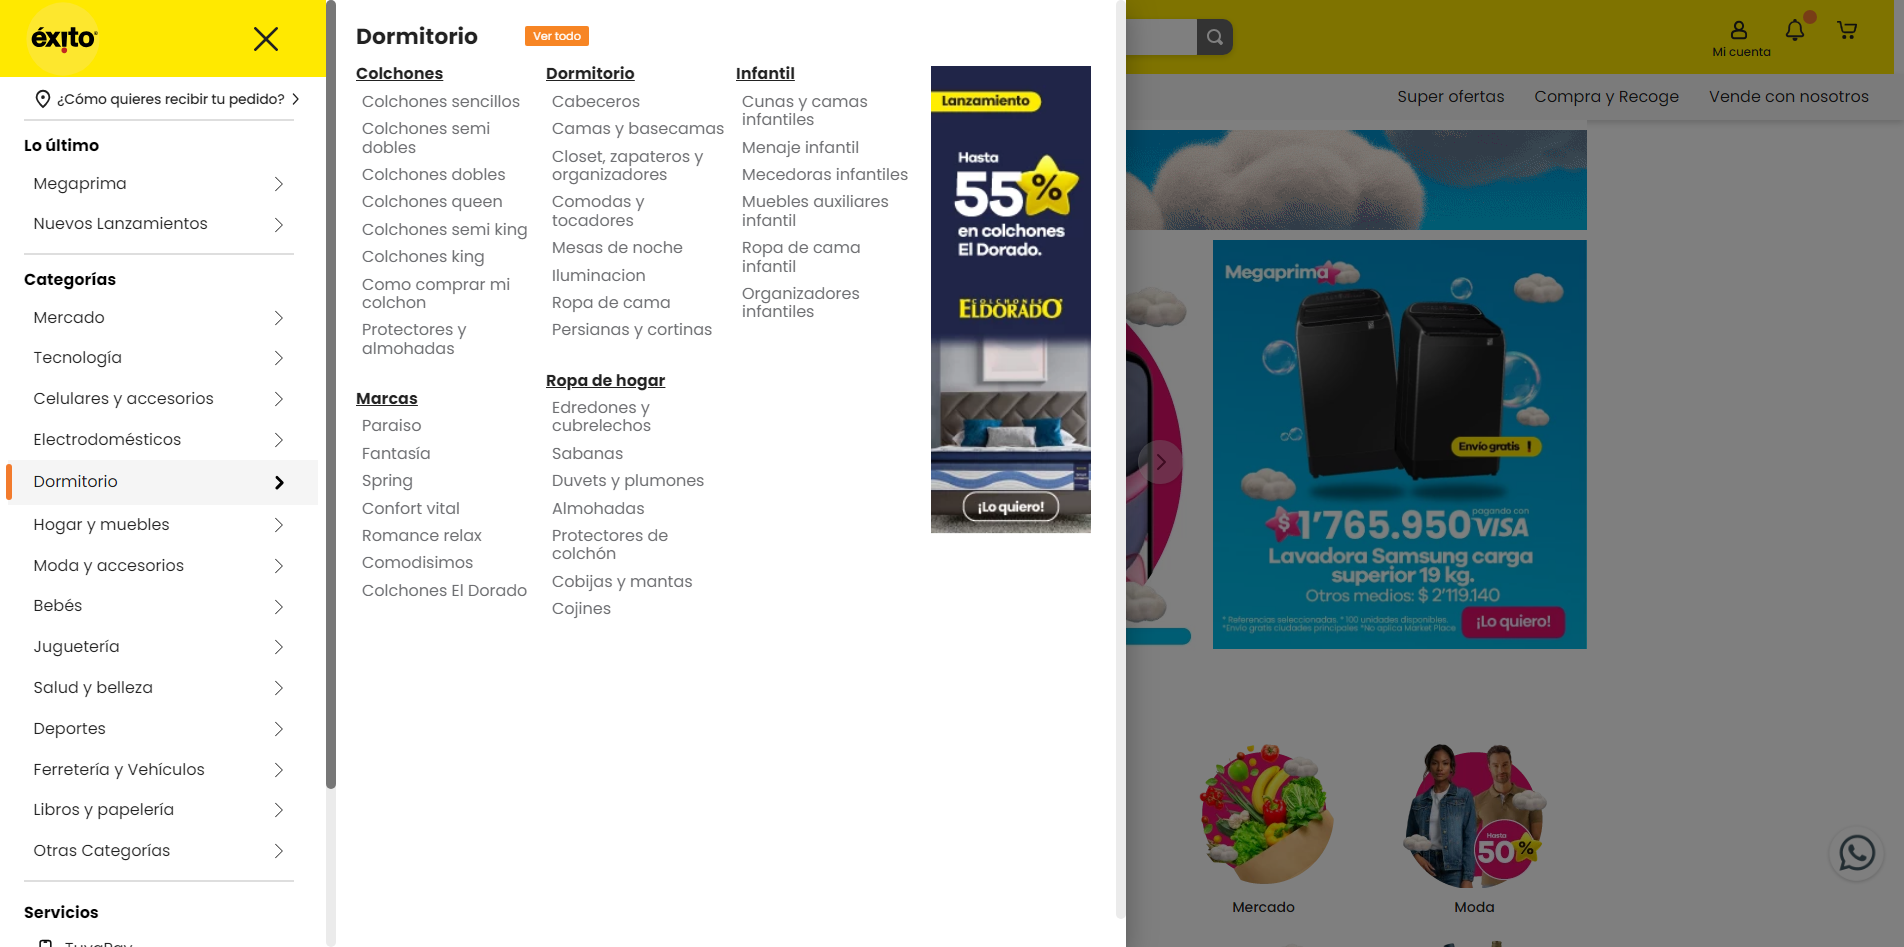 éxito
¿Cómo quieres recibir tu pedido?
Lo último
Megaprima
Nuevos Lanzamientos
Categorías
Mercado
Tecnología
Celulares y accesorios
Electrodomésticos
Dormitorio
Hogar y muebles
Moda y accesorios
Bebés
Juguetería
Salud y belleza
Deportes
Ferretería y Vehículos
Libros y papelería
Otras Categorías
Servicios
TuyaPay
Dormitorio
Ver todo
Colchones
Colchones sencillos
Colchones semi
dobles
Colchones dobles
Colchones queen
Colchones semi king
Colchones king
Como comprar mi
colchon
Protectores y
almohadas
Marcas
Paraiso
Fantasía
Spring
Confort vital
Romance relax
Comodisimos
Colchones El Dorado
Dormitorio
Cabeceros
Camas y basecamas
Closet, zapateros y
organizadores
Comodas y
tocadores
Mesas de noche
Iluminacion
Ropa de cama
Persianas y cortinas
Ropa de hogar
Edredones y
cubrelechos
Sabanas
Duvets y plumones
Almohadas
Protectores de
colchón
Cobijas y mantas
Cojines
Infantil
Cunas y camas
infantiles
Menaje infantil
Mecedoras infantiles
Muebles auxiliares
infantil
Ropa de cama
infantil
Organizadores
infantiles
Lanzamiento
Hasta
55%
en colchones
El Dorado.
COLCHONES
ELDORADO
¡Lo quiero!
Mi cuenta
Super ofertas
Compra y Recoge
Vende con nosotros
Megaprima
Envío gratis !
$1'765.950
pagando con
VISA
Lavadora Samsung carga
superior 19 kg.
Otros medios: $ 2'119.140
* Referencias seleccionadas. * 100 unidades disponibles.
*Envío gratis ciudades principales *No aplica Market Place
¡Lo quiero!
Hasta
50%
Mercado
Moda